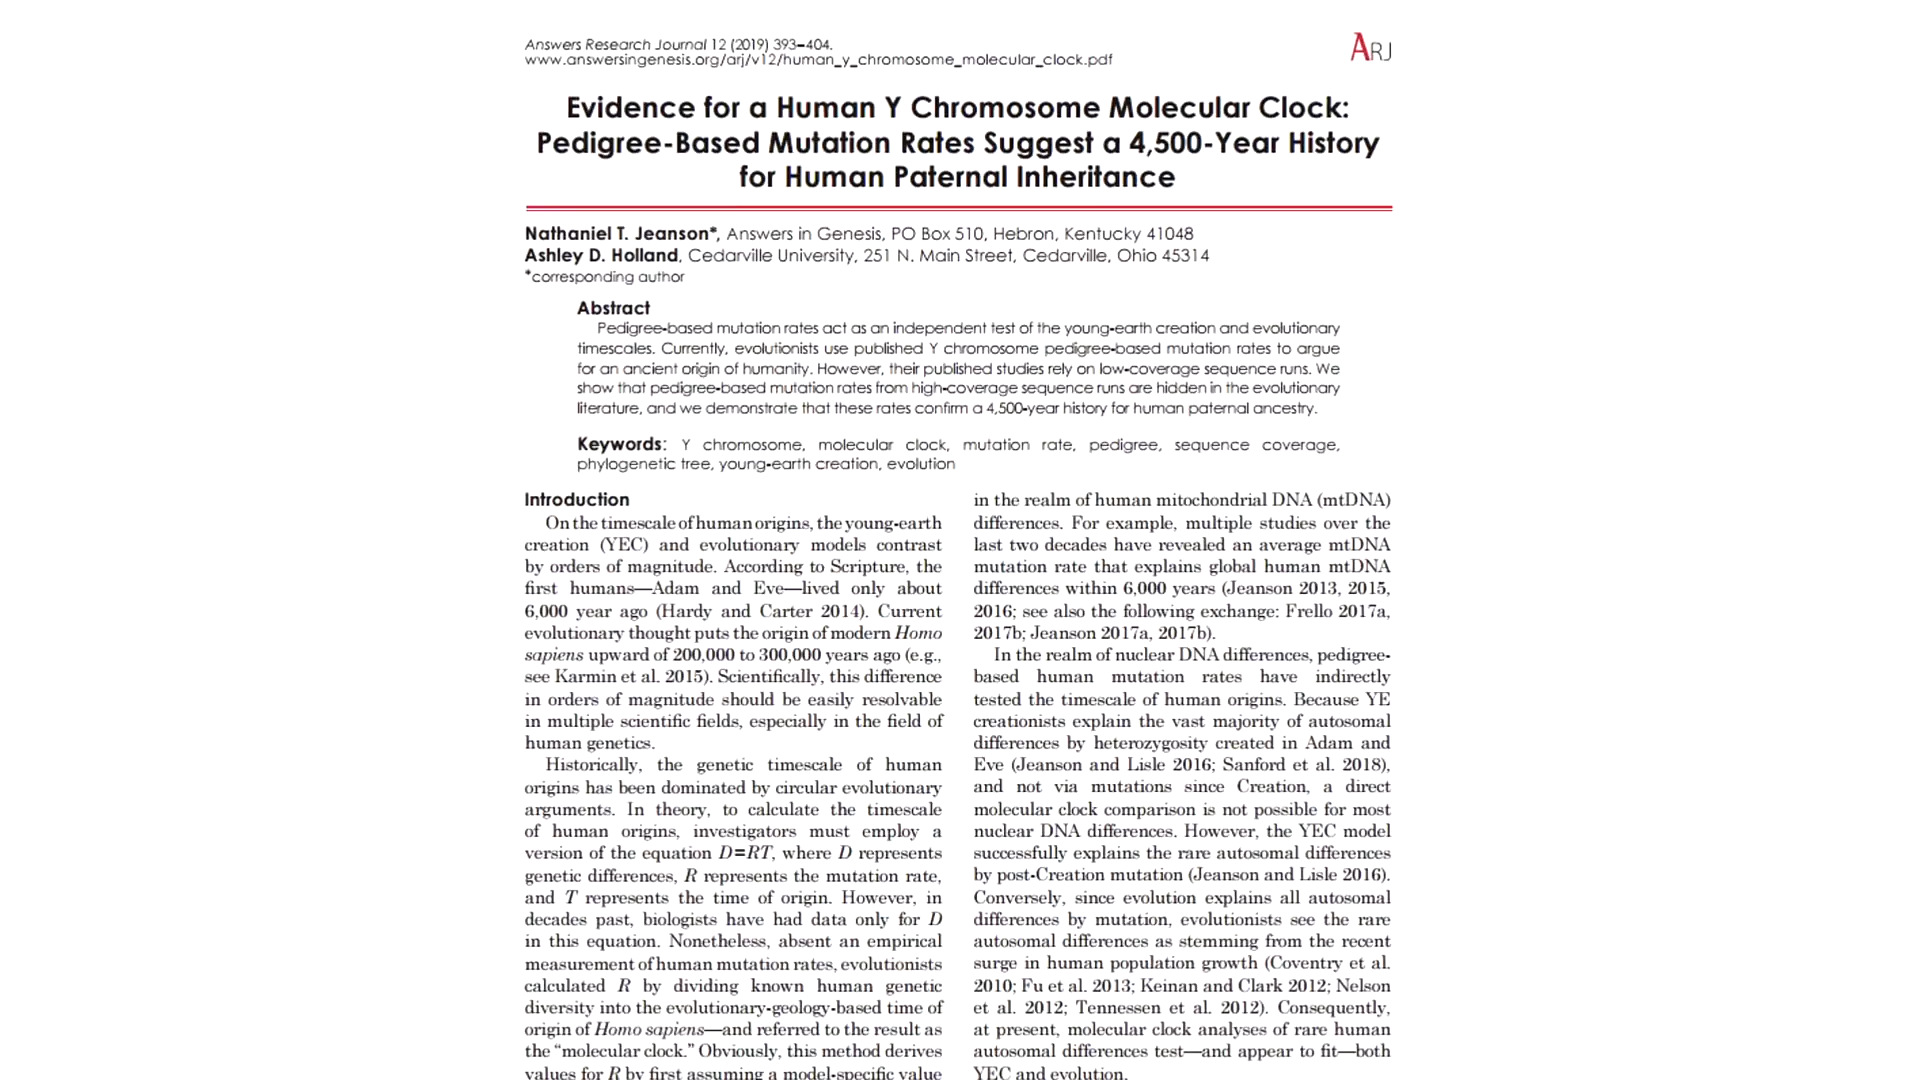 Answers Research Journal 12 (2019) 393–404.
www.answersingenesis.org/arj/v12/human_y_chromosome_molecular_clock.pdf
ARJ
Evidence for a Human Y Chromosome Molecular Clock:
Pedigree-Based Mutation Rates Suggest a 4,500-Year History
for Human Paternal Inheritance
Nathaniel T. Jeanson*, Answers in Genesis, PO Box 510, Hebron, Kentucky 41048
Ashley D. Holland, Cedarville University, 251 N. Main Street, Cedarville, Ohio 45314
*corresponding author
Abstract
Pedigree-based mutation rates act as an independent test of the young-earth creation and evolutionary
timescales. Currently, evolutionists use published Y chromosome pedigree-based mutation rates to argue
for an ancient origin of humanity. However, their published studies rely on low-coverage sequence runs. We
show that pedigree-based mutation rates from high-coverage sequence runs are hidden in the evolutionary
literature, and we demonstrate that these rates confirm a 4,500-year history for human paternal ancestry.
Keywords: Y chromosome, molecular clock, mutation rate, pedigree, sequence coverage,
phylogenetic tree, young-earth creation, evolution
Introduction
On the timescale of human origins, the young-earth
creation (YEC) and evolutionary models contrast
by orders of magnitude. According to Scripture, the
first humans—Adam and Eve—lived only about
6,000 year ago (Hardy and Carter 2014). Current
evolutionary thought puts the origin of modern Homo
sapiens upward of 200,000 to 300,000 years ago (e.g.,
see Karmin et al. 2015). Scientifically, this difference
in orders of magnitude should be easily resolvable
in multiple scientific fields, especially in the field of
human genetics.
Historically, the genetic timescale of human
origins has been dominated by circular evolutionary
arguments. In theory, to calculate the timescale
of human origins, investigators must employ a
version of the equation D=RT, where D represents
genetic differences, R represents the mutation rate,
and T represents the time of origin. However, in
decades past, biologists have had data only for D
in this equation. Nonetheless, absent an empirical
measurement of human mutation rates, evolutionists
calculated R by dividing known human genetic
diversity into the evolutionary-geology-based time of
origin of Homo sapiens—and referred to the result as
the “molecular clock.” Obviously, this method derives
values for R by first assuming a model-specific value
in the realm of human mitochondrial DNA (mtDNA)
differences. For example, multiple studies over the
last two decades have revealed an average mtDNA
mutation rate that explains global human mtDNA
differences within 6,000 years (Jeanson 2013, 2015,
2016; see also the following exchange: Frello 2017a,
2017b; Jeanson 2017a, 2017b).
In the realm of nuclear DNA differences, pedigree-
based human mutation rates have indirectly
tested the timescale of human origins. Because YE
creationists explain the vast majority of autosomal
differences by heterozygosity created in Adam and
Eve (Jeanson and Lisle 2016; Sanford et al. 2018),
and not via mutations since Creation, a direct
molecular clock comparison is not possible for most
nuclear DNA differences. However, the YEC model
successfully explains the rare autosomal differences
by post-Creation mutation (Jeanson and Lisle 2016).
Conversely, since evolution explains all autosomal
differences by mutation, evolutionists see the rare
autosomal differences as stemming from the recent
surge in human population growth (Coventry et al.
2010; Fu et al. 2013; Keinan and Clark 2012; Nelson
et al. 2012; Tennessen et al. 2012). Consequently,
at present, molecular clock analyses of rare human
autosomal differences test—and appear to fit—both
YEC and evolution.